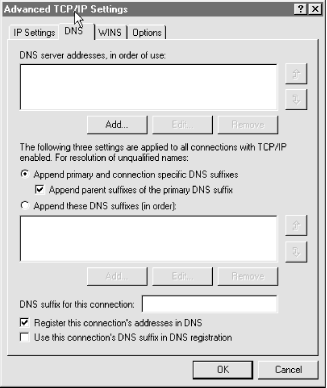 Advanced TCP/IP Settings
IP Settings DNS WINS Options
DNS server addresses, in order of use:
Add... Edit... Remove
The following three settings are applied to all connections with TCP/IP
enabled. For resolution of unqualified names:
Append primary and connection specific DNS suffixes
Append parent suffixes of the primary DNS suffix
Append these DNS suffixes (in order):
Add... Edit... Remove
DNS suffix for this connection:
Register this connection's addresses in DNS
Use this connection's DNS suffix in DNS registration
OK Cancel